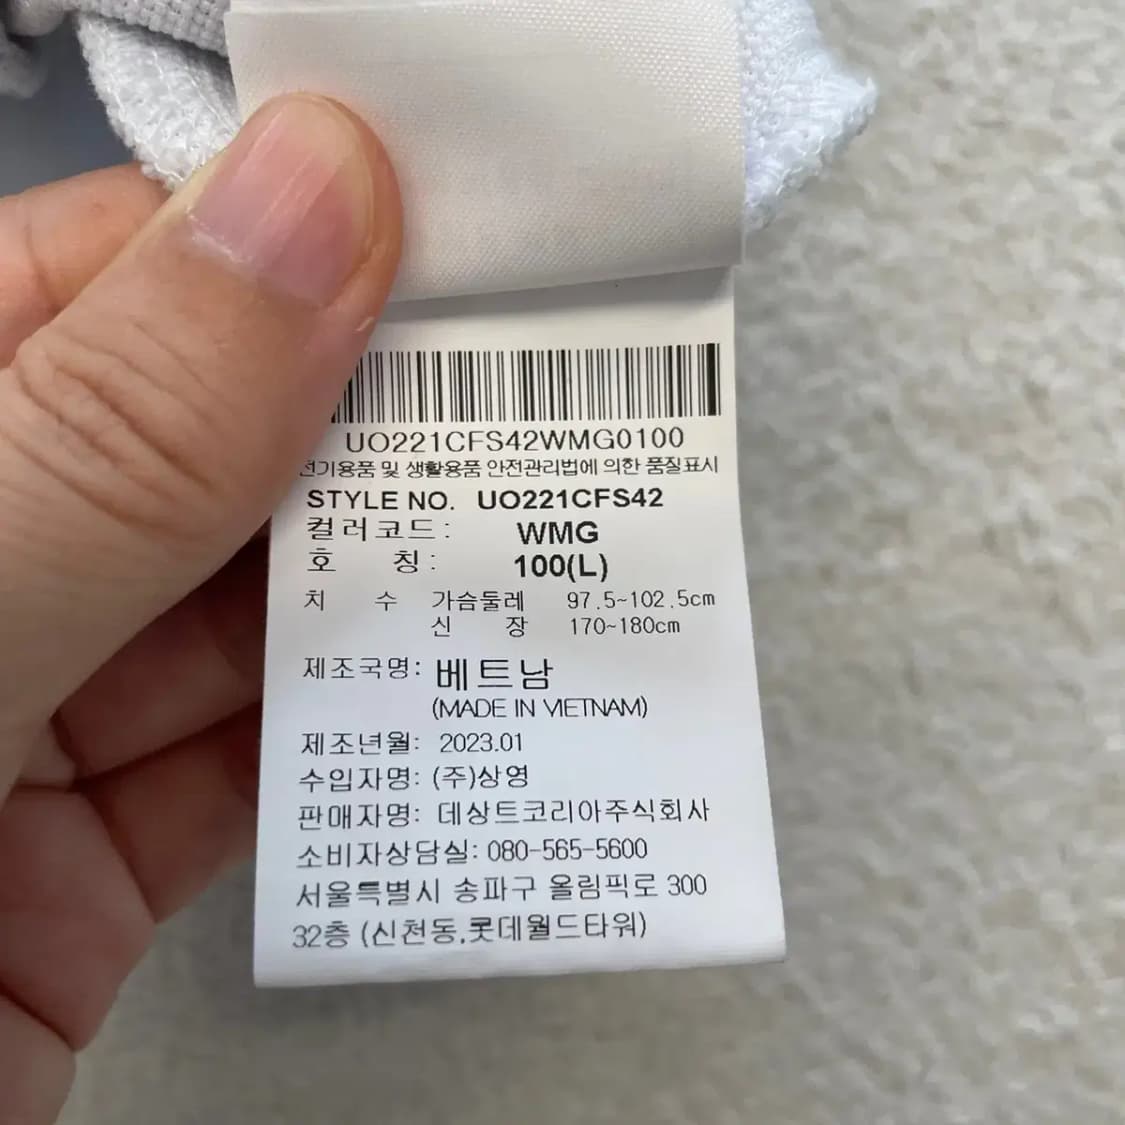 UO221CFS42WMG0100
전기용품 및 생활용품 안전관리법에 의한 품질표시
STYLE NO. UO221CFS42
컬러코드: WMG
호 칭: 100(L)
치 수 가슴둘레 97.5~102.5cm
신 장 170~180cm
제조국명: 베트남
(MADE IN VIETNAM)
제조년월: 2023.01
수입자명: (주)상영
판매자명: 데상트코리아주식회사
소비자상담실: 080-565-5600
서울특별시 송파구 올림픽로 300
32층 (신천동,롯데월드타워)